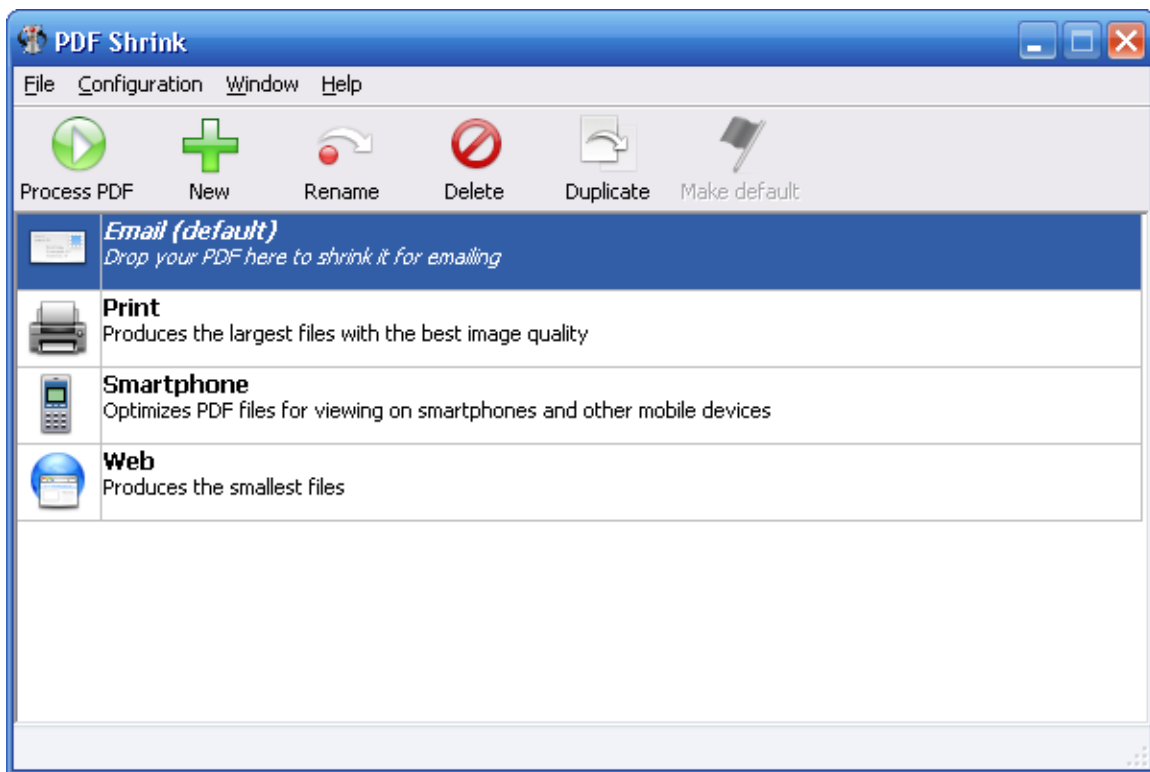 PDF Shrink
File Configuration Window Help
Process PDF New Rename Delete Duplicate Make default
Email (default)
Drop your PDF here to shrink it for emailing
Print
Produces the largest files with the best image quality
Smartphone
Optimizes PDF files for viewing on smartphones and other mobile devices
Web
Produces the smallest files